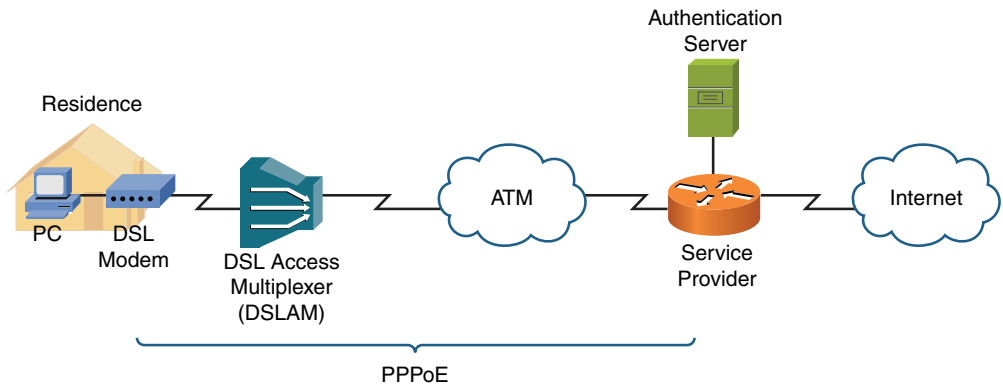 Authentication
Server
Residence
ATM
Internet
PC
DSL
Modem
DSL Access
Multiplexer
(DSLAM)
Service
Provider
PPPoE